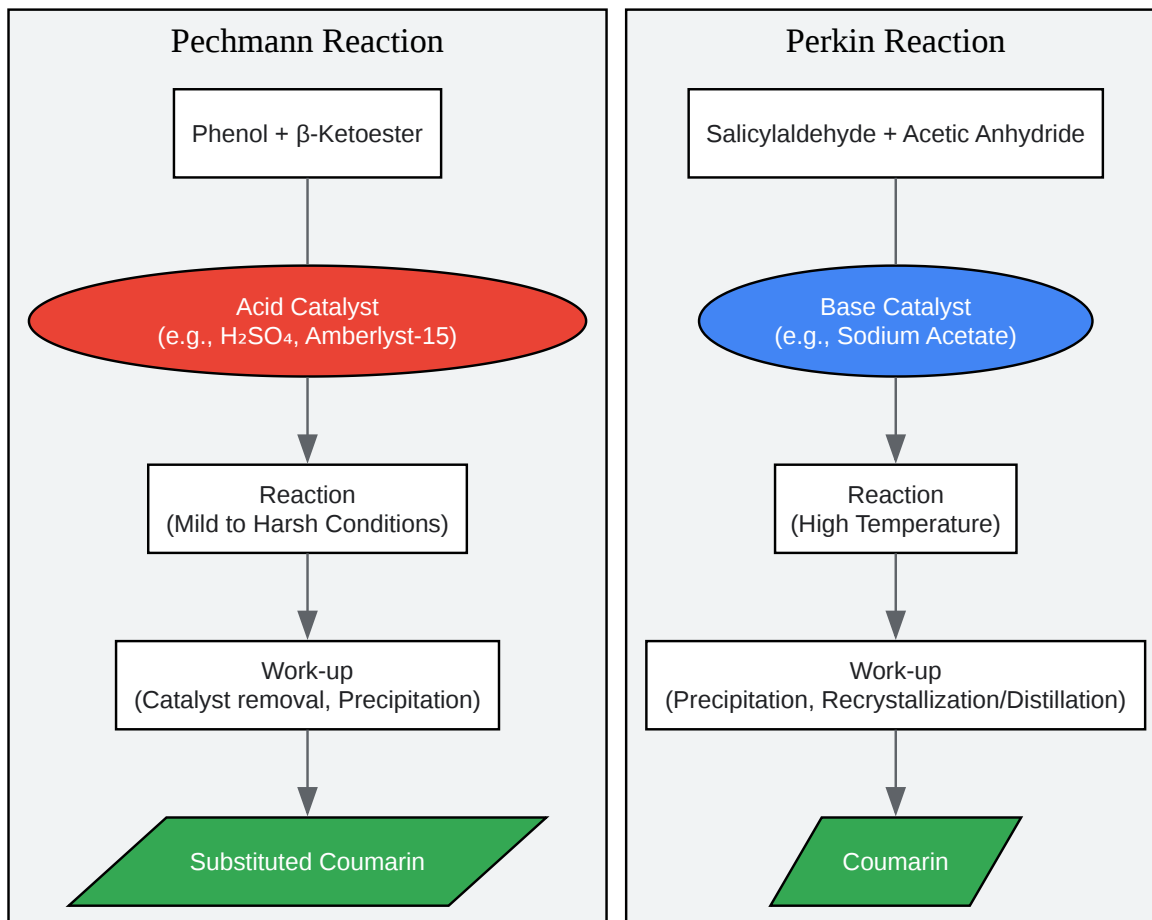 Pechmann Reaction
Phenol + β-Ketoester
Acid Catalyst
(e.g., H₂SO₄, Amberlyst-15)
Reaction
(Mild to Harsh Conditions)
Work-up
(Catalyst removal, Precipitation)
Substituted Coumarin
Perkin Reaction
Salicylaldehyde + Acetic Anhydride
Base Catalyst
(e.g., Sodium Acetate)
Reaction
(High Temperature)
Work-up
(Precipitation, Recrystallization/Distillation)
Coumarin